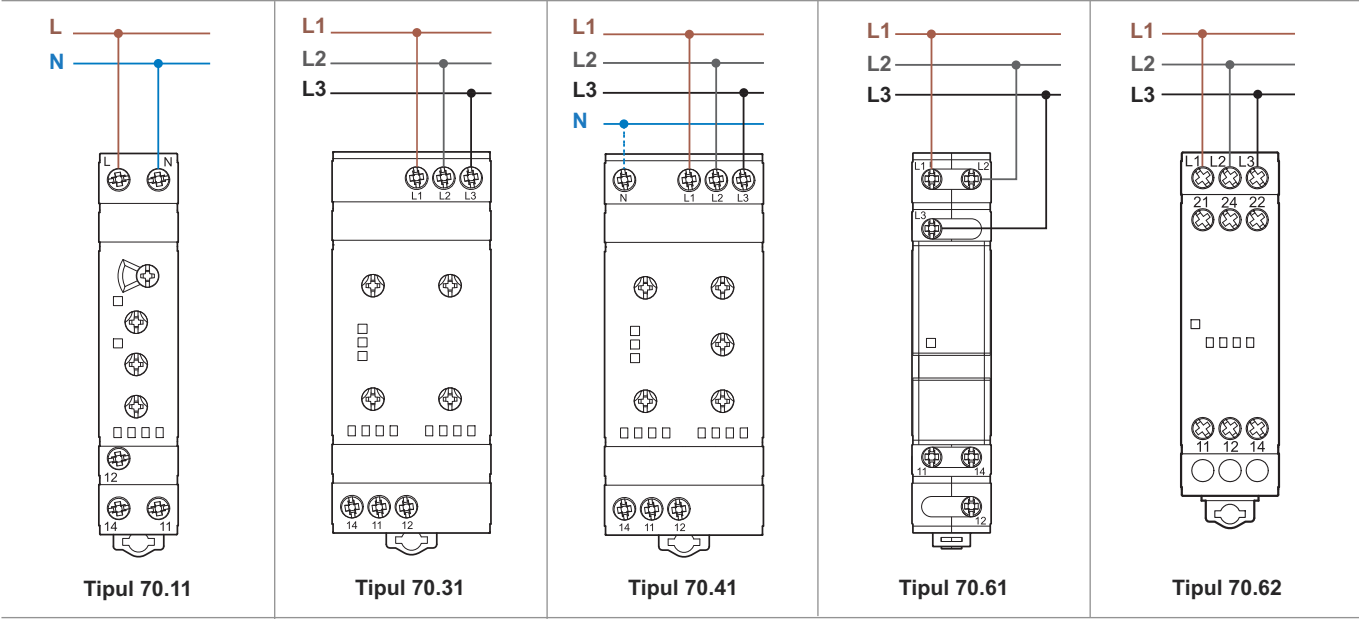 L
N
L N
12
14 11
Tipul 70.11
L1
L2
L3
L1 L2 L3
14 11 12
Tipul 70.31
L1
L2
L3
N
N L1 L2 L3
14 11 12
Tipul 70.41
L1
L2
L3
L1 L2
L3
11 14
12
Tipul 70.61
L1
L2
L3
L1 L2 L3
21 24 22
11 12 14
Tipul 70.62